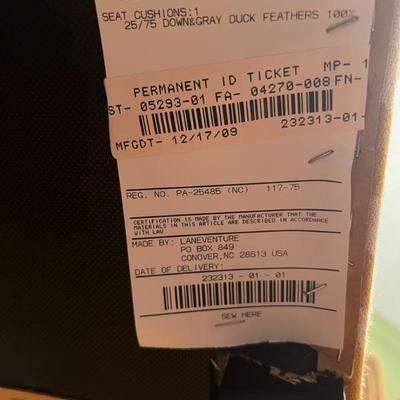 SEAT CUSHIONS:1
25/75 DOWN&GRAY DUCK FEATHERS 100%
PERMANENT ID TICKET MP- 1
ST- 05293-01 FA- 04270-008 FN-
MFGDT- 12/17/09 232313-01-
REG. NO. PA-25485 (NC) 117-75
CERTIFICATION IS MADE BY THE MANUFACTURER THAT THE
MATERIALS IN THIS ARTICLE ARE DESCRIBED IN ACCORDANCE
WITH LAW
MADE BY: LANEVENTURE
PO BOX 849
CONOVER,NC 28613 USA
DATE OF DELIVERY:
232313 - 01 - 01
SEW HERE